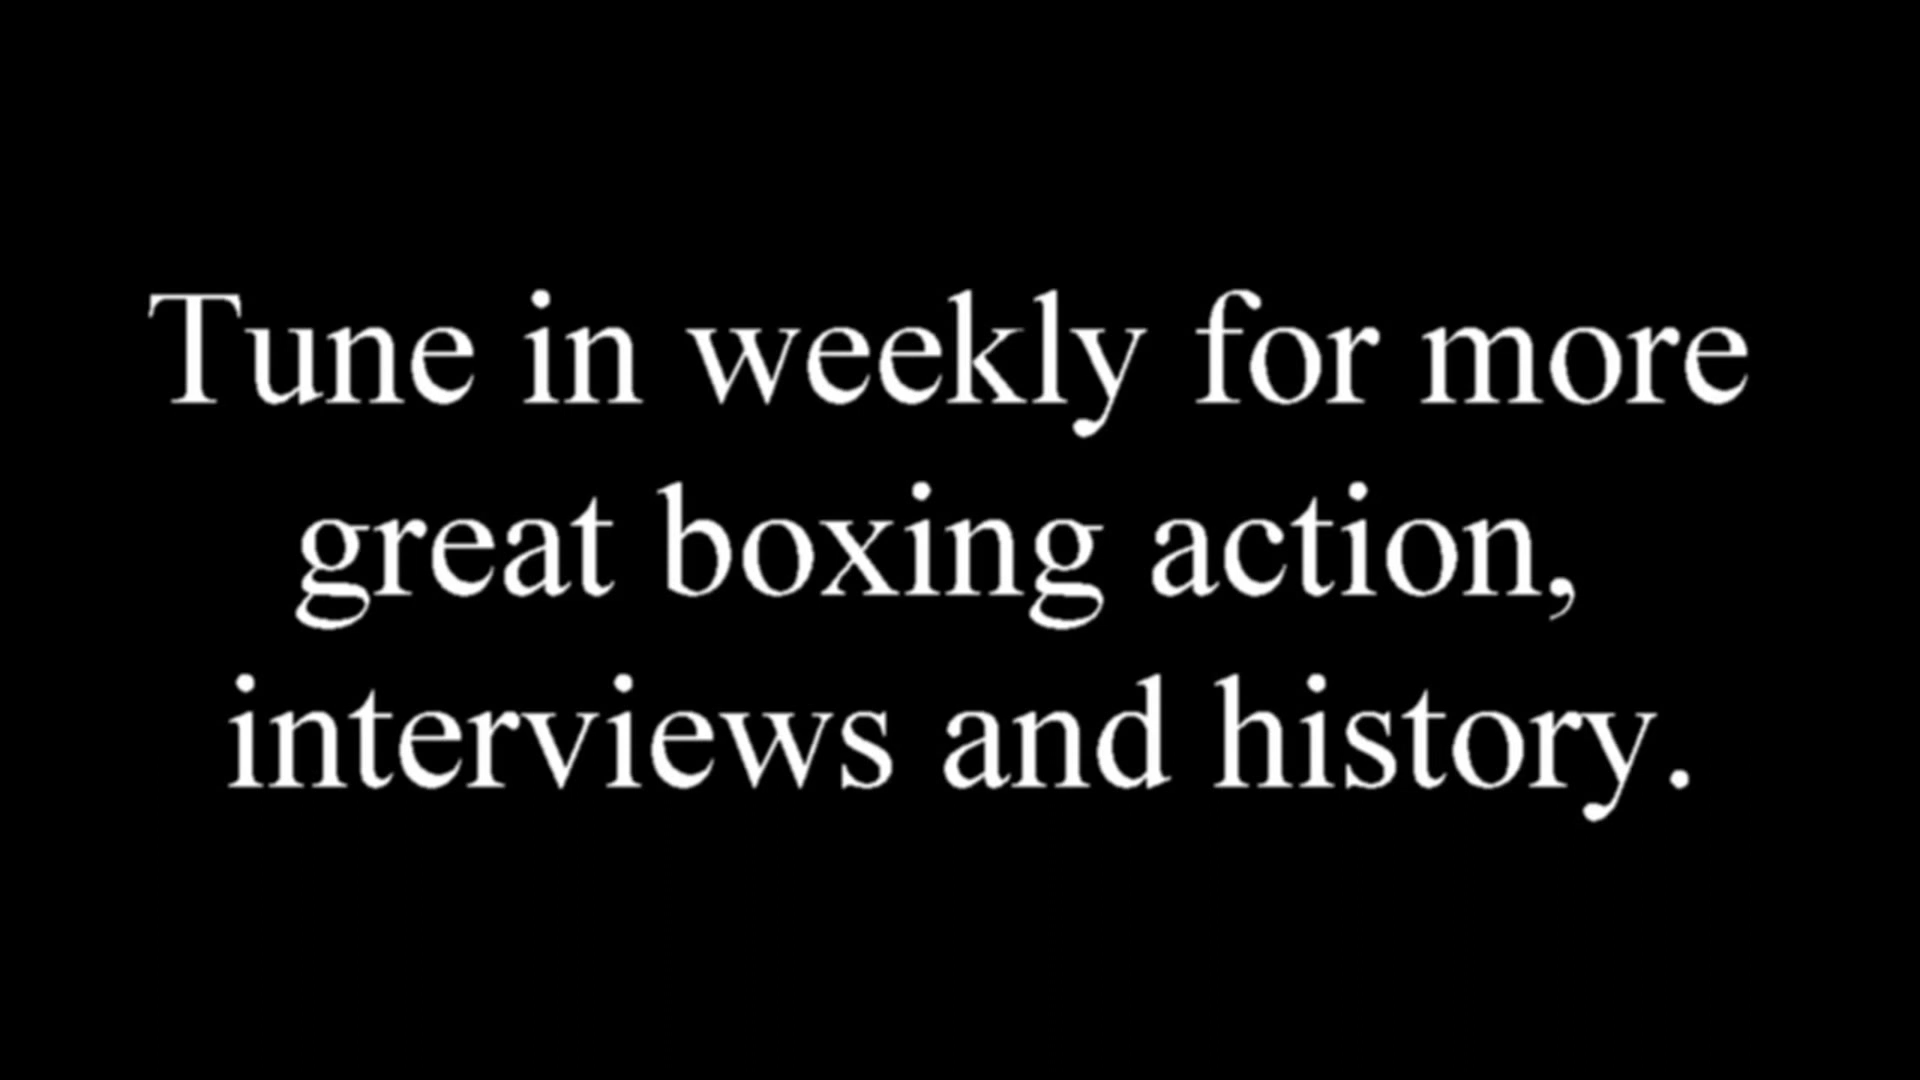 Tune in weekly for more
great boxing action,
interviews and history.